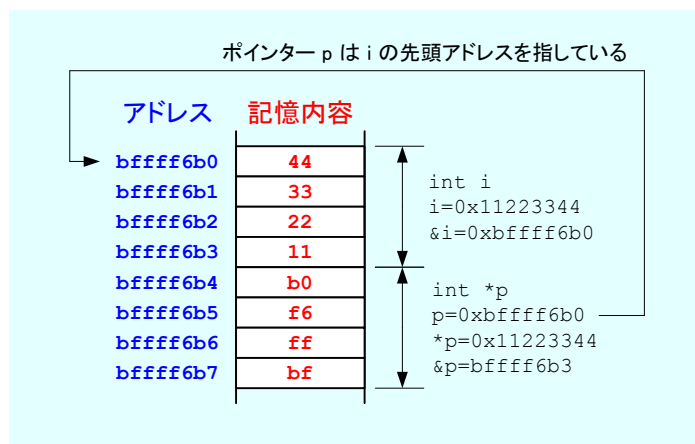 ポインター p は i の先頭アドレスを指している
アドレス 記憶内容
bffff6b0 44
bffff6b1 33
bffff6b2 22
bffff6b3 11
bffff6b4 b0
bffff6b5 f6
bffff6b6 ff
bffff6b7 bf
int i
i=0x11223344
&i=0xbffff6b0
int *p
p=0xbffff6b0
*p=0x11223344
&p=bffff6b3